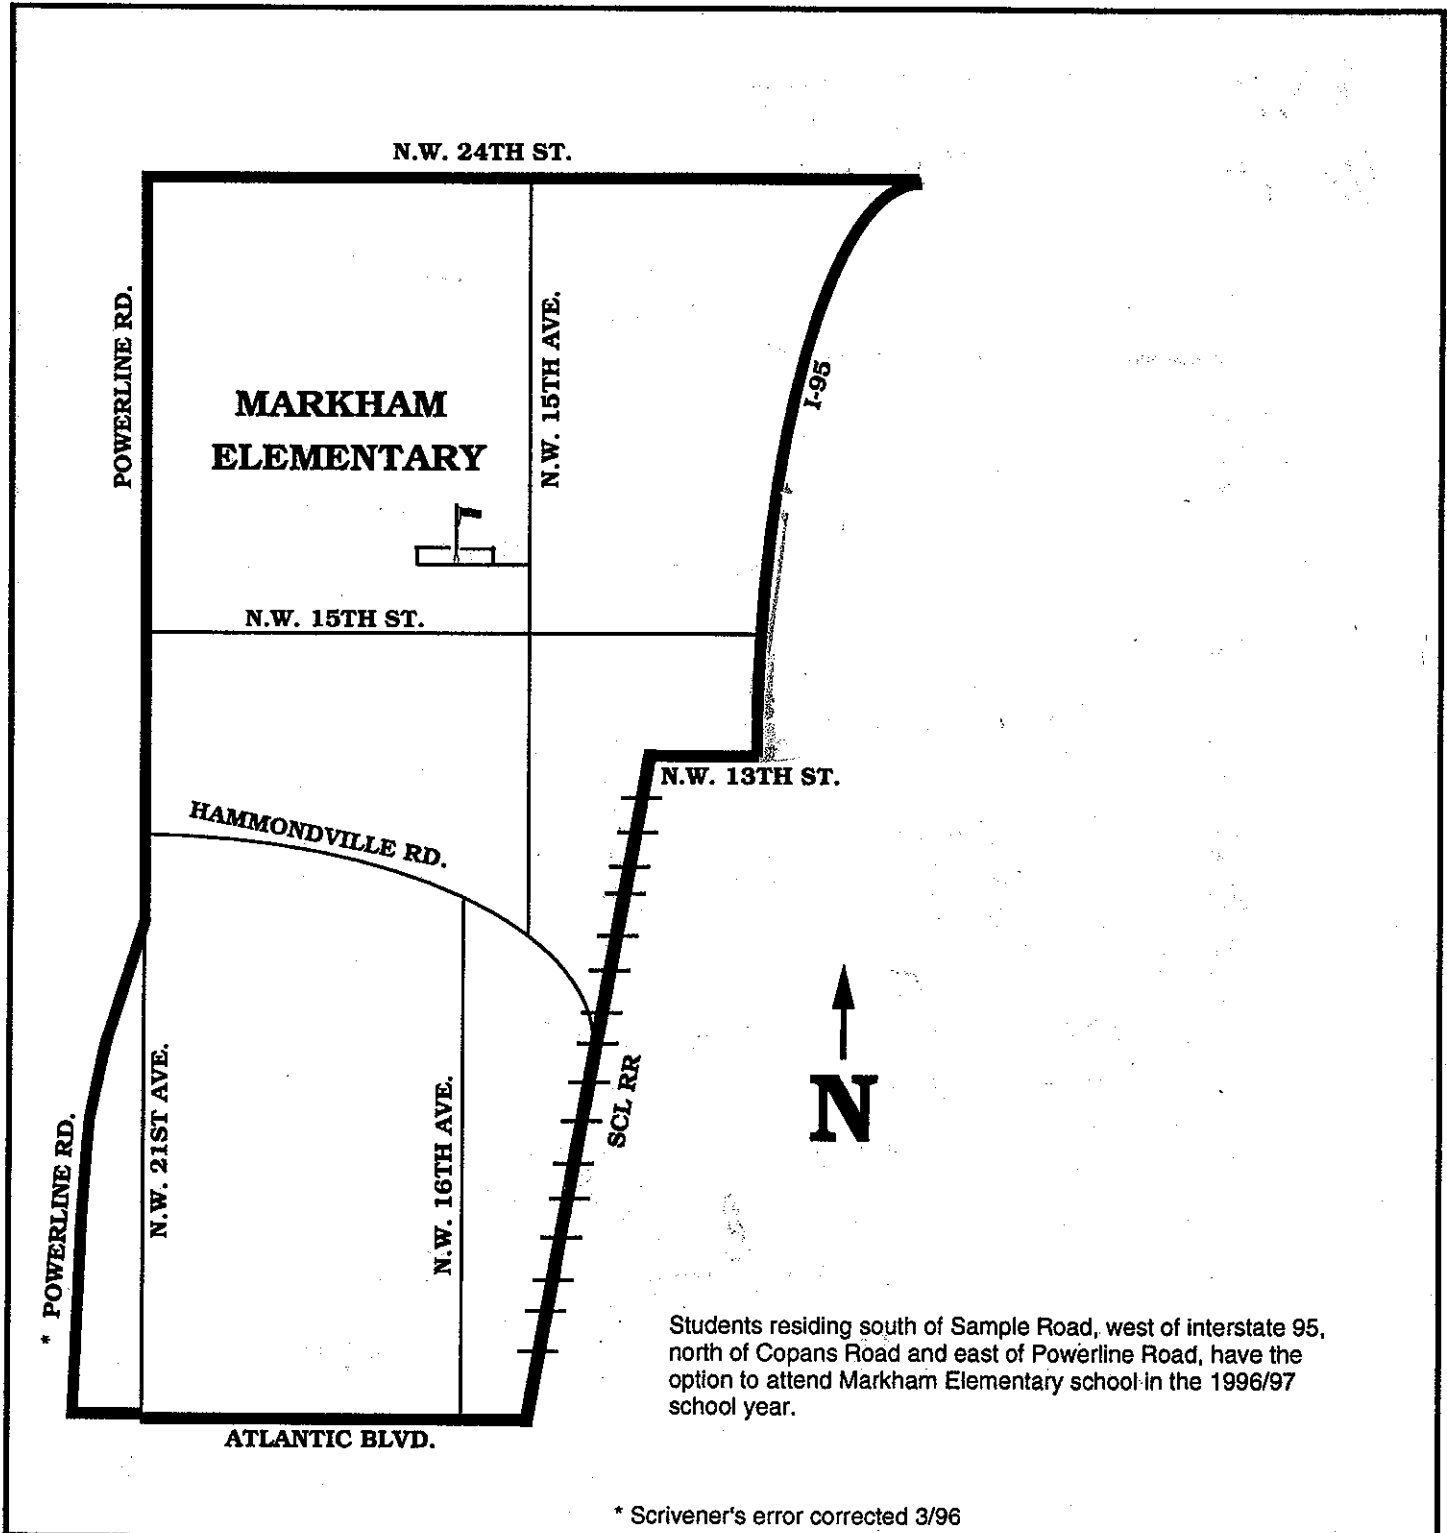 N.W. 24TH ST.
POWERLINE RD.
N.W. 15TH AVE.
I-95
MARKHAM
ELEMENTARY
N.W. 15TH ST.
N.W. 13TH ST.
HAMMONDVILLE RD.
N.W. 21ST AVE.
N.W. 16TH AVE.
SCL RR
* POWERLINE RD.
N
Students residing south of Sample Road, west of interstate 95,
north of Copans Road and east of Powerline Road, have the
option to attend Markham Elementary school in the 1996/97
school year.
ATLANTIC BLVD.
* Scrivener's error corrected 3/96